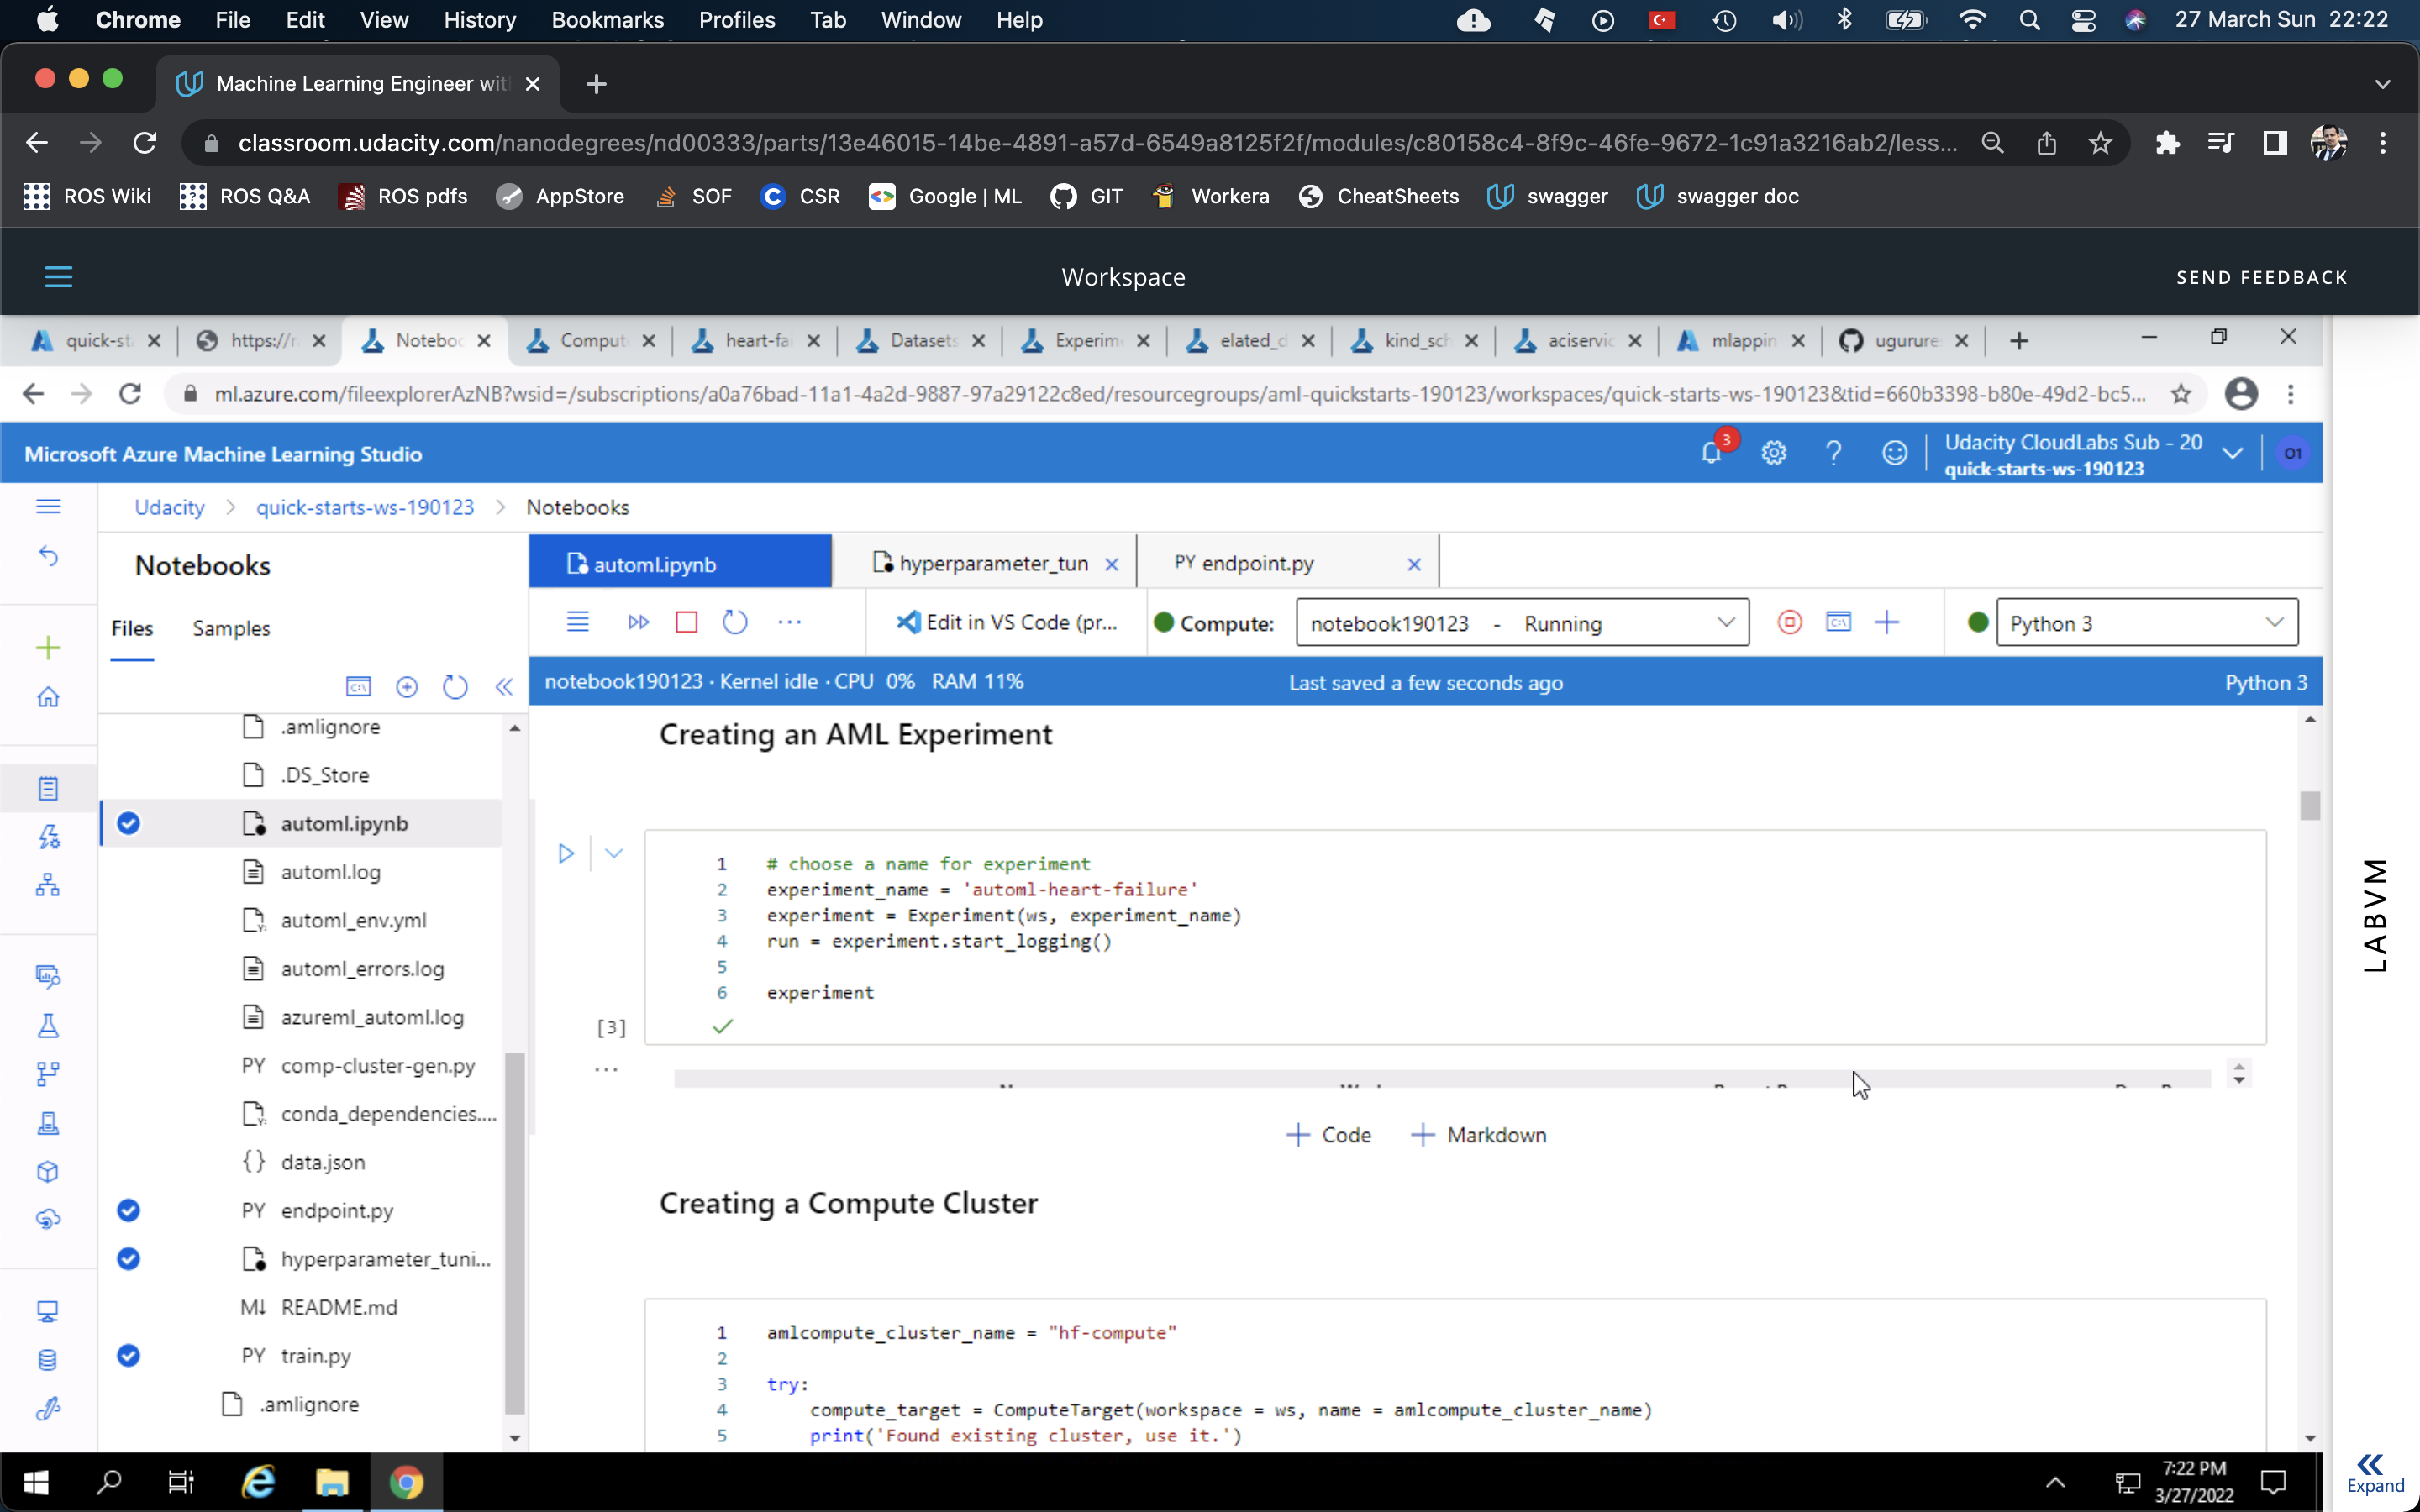 Chrome File Edit View History Bookmarks Profiles Tab Window Help 27 March Sun 22:22
Machine Learning Engineer wit
classroom.udacity.com/nanodegrees/nd00333/parts/13e46015-14be-4891-a57d-6549a8125f2f/modules/c80158c4-8f9c-46fe-9672-1c91a3216ab2/less...
ROS Wiki ROS Q&A ROS pdfs AppStore SOF CSR Google | ML GIT Workera CheatSheets swagger swagger doc
Workspace SEND FEEDBACK
quick-st https://r Noteboo Comput heart-fai Datasets Experim elated_ kind_sch aciservic mlappin ugurure
ml.azure.com/fileexplorerAzNB?wsid=/subscriptions/a0a76bad-11a1-4a2d-9887-97a29122c8ed/resourcegroups/aml-quickstarts-190123/workspaces/quick-starts-ws-190123&tid=660b3398-b80e-49d2-bc5...
Microsoft Azure Machine Learning Studio 3 Udacity CloudLabs Sub - 20
quick-starts-ws-190123 O1
Udacity > quick-starts-ws-190123 > Notebooks
Notebooks
automl.ipynb hyperparameter_tun PY endpoint.py
Files Samples
Edit in VS Code (pr... Compute: notebook190123 - Running Python 3
notebook190123 · Kernel idle · CPU 0% RAM 11% Last saved a few seconds ago Python 3
.amlignore
.DS_Store
automl.ipynb
automl.log
automl_env.yml
automl_errors.log
azureml_automl.log
PY comp-cluster-gen.py
conda_dependencies....
{} data.json
PY endpoint.py
hyperparameter_tuni...
M↓ README.md
PY train.py
.amlignore
Creating an AML Experiment
1 # choose a name for experiment
2 experiment_name = 'automl-heart-failure'
3 experiment = Experiment(ws, experiment_name)
4 run = experiment.start_logging()
5
6 experiment
[3]
...
+ Code + Markdown
Creating a Compute Cluster
1 amlcompute_cluster_name = "hf-compute"
2
3 try:
4 compute_target = ComputeTarget(workspace = ws, name = amlcompute_cluster_name)
5 print('Found existing cluster, use it.')
LABVM
Expand
7:22 PM
3/27/2022